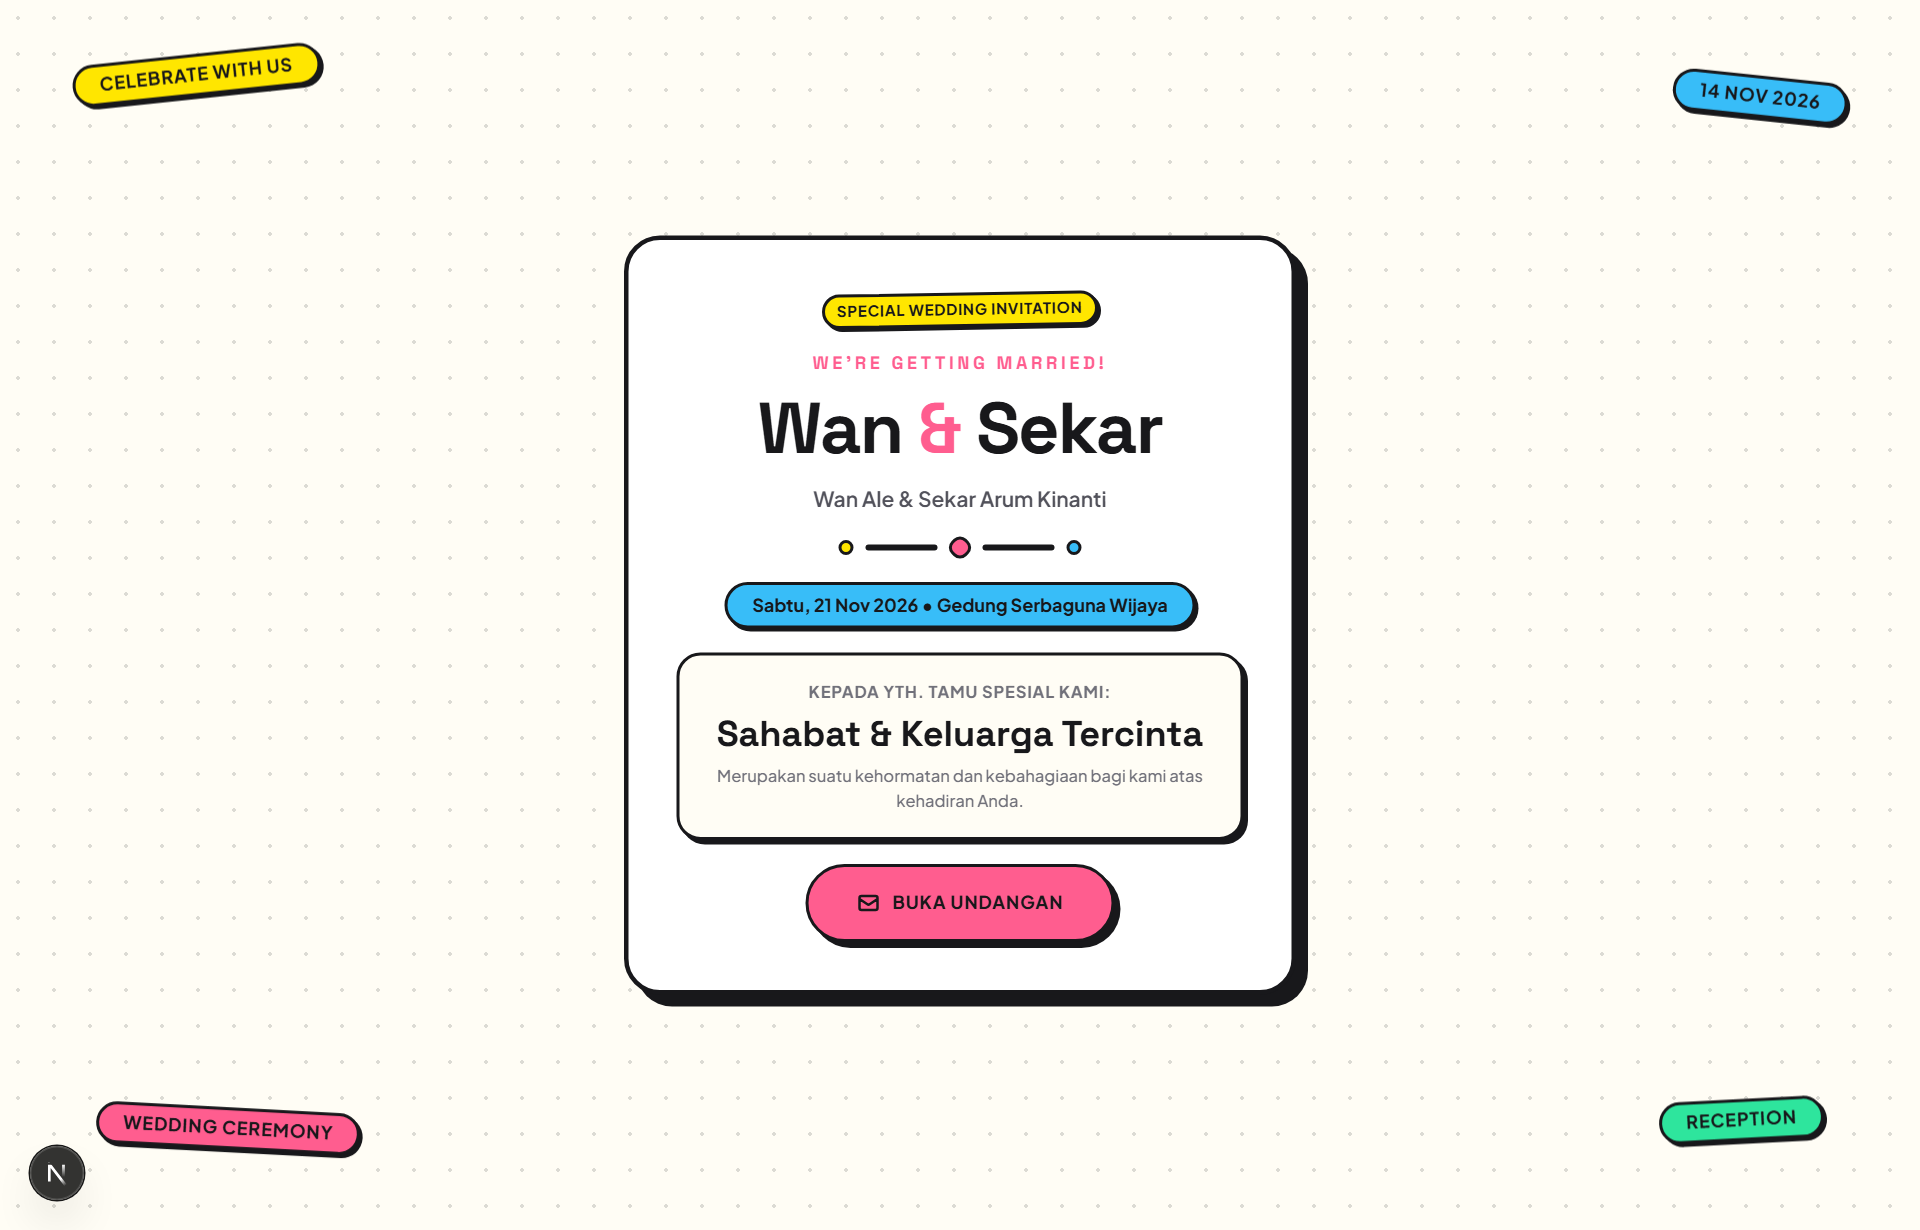 CELEBRATE WITH US
14 NOV 2026
SPECIAL WEDDING INVITATION
WE'RE GETTING MARRIED!
Wan & Sekar
Wan Ale & Sekar Arum Kinanti
Sabtu, 21 Nov 2026 • Gedung Serbaguna Wijaya
KEPADA YTH. TAMU SPESIAL KAMI:
Sahabat & Keluarga Tercinta
Merupakan suatu kehormatan dan kebahagiaan bagi kami atas
kehadiran Anda.
BUKA UNDANGAN
WEDDING CEREMONY
RECEPTION
N